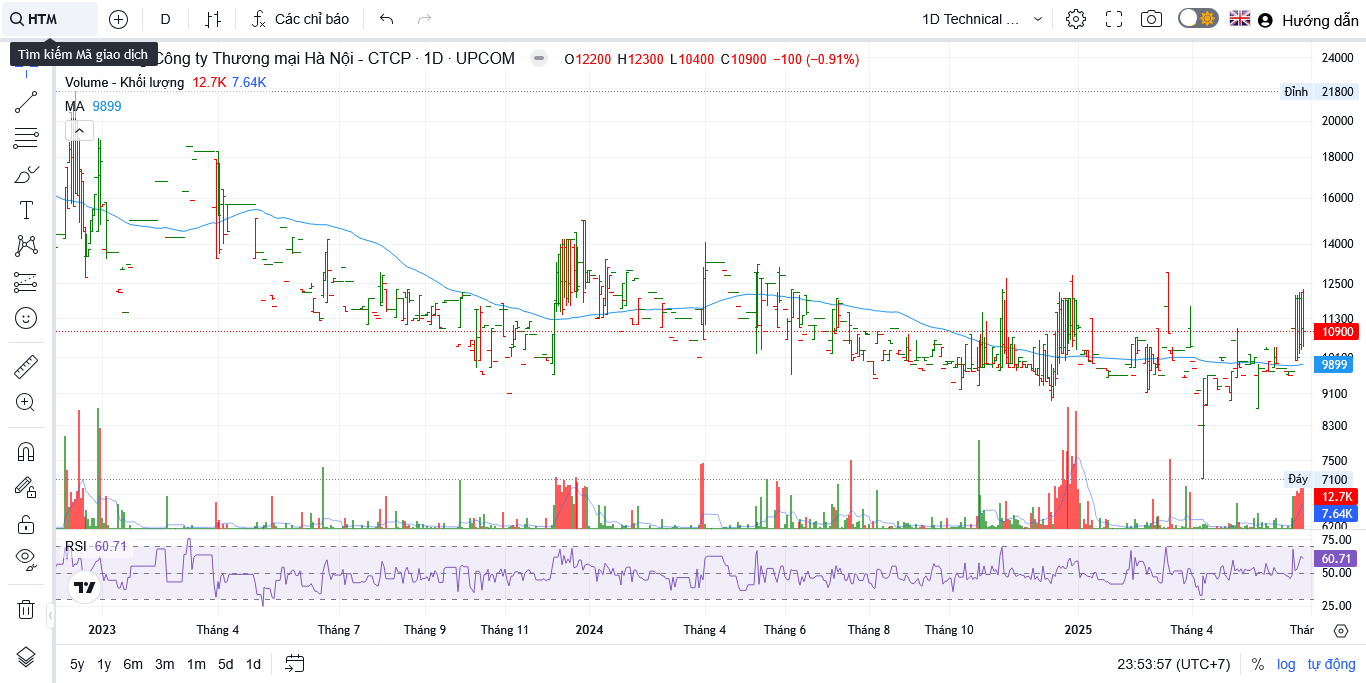 HTM
D
Các chỉ báo
1D Technical ...
Hướng dẫn
Tìm kiếm Mã giao dịch
Công ty Thương mại Hà Nội - CTCP · 1D · UPCOM
O12200 H12300 L10400 C10900 −100 (−0.91%)
Volume - Khối lượng 12.7K 7.64K
MA 9899
24000
Đỉnh 21800
20000
18000
16000
14000
12500
11300
10900
9899
9100
8300
7500
Đáy 7100
12.7K
7.64K
RSI 60.71
75.00
60.71
50.00
25.00
2023 Tháng 4 Tháng 7 Tháng 9 Tháng 11 2024 Tháng 4 Tháng 6 Tháng 8 Tháng 10 2025 Tháng 4 Thár
5y 1y 6m 3m 1m 5d 1d
23:53:57 (UTC+7) % log tự động